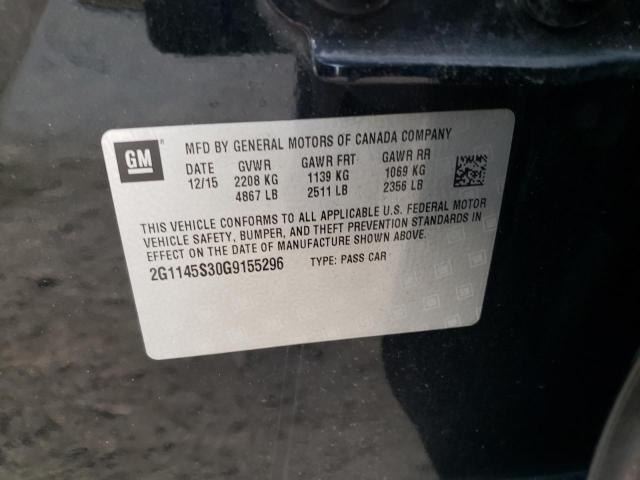 GM
MFD BY GENERAL MOTORS OF CANADA COMPANY
DATE GVWR GAWR FRT GAWR RR
12/15 2208 KG 1139 KG 1069 KG
4867 LB 2511 LB 2356 LB
THIS VEHICLE CONFORMS TO ALL APPLICABLE U.S. FEDERAL MOTOR
VEHICLE SAFETY, BUMPER, AND THEFT PREVENTION STANDARDS IN
EFFECT ON THE DATE OF MANUFACTURE SHOWN ABOVE.
2G1145S30G9155296 TYPE: PASS CAR